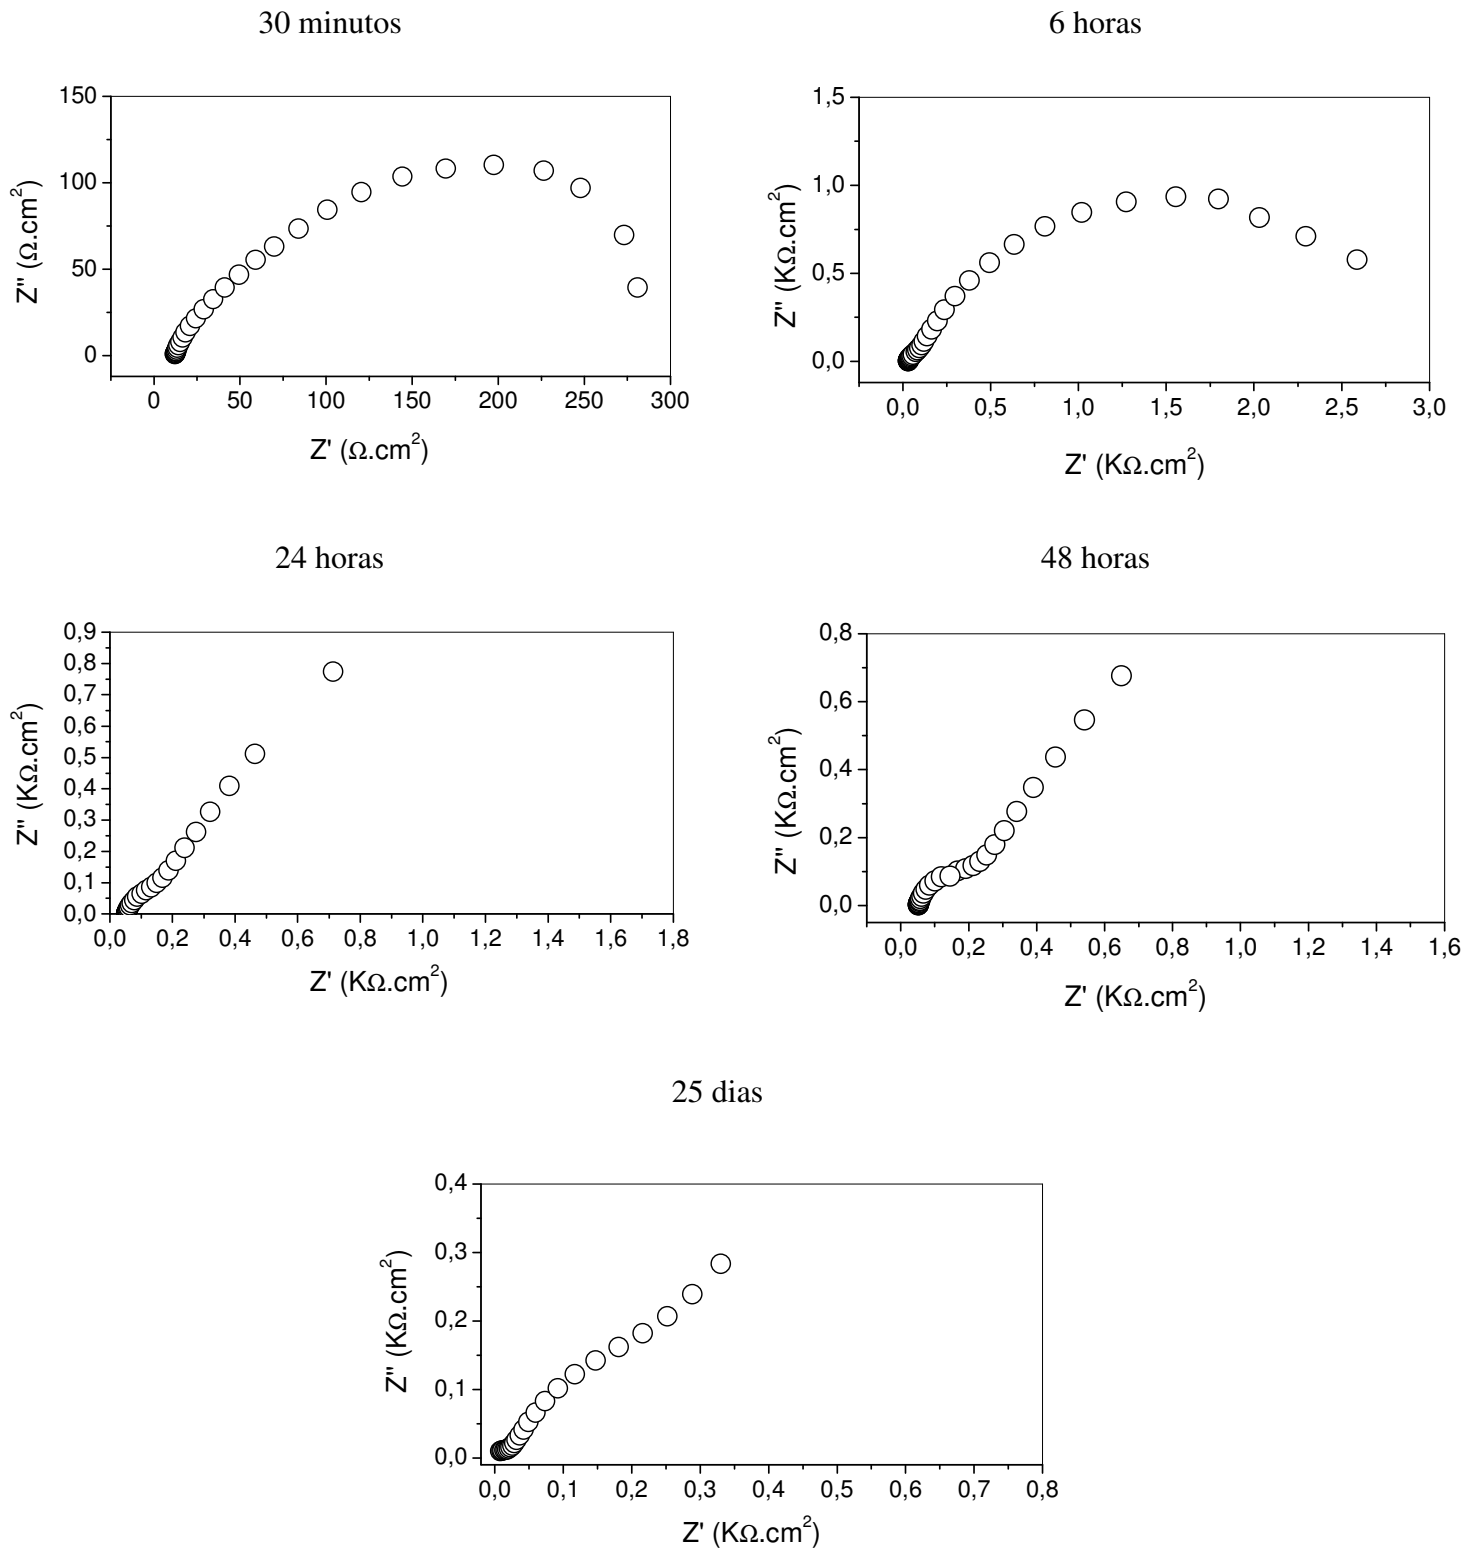 30 minutos
150
100
50
0
Z'' (Ω.cm²)
0 50 100 150 200 250 300
Z' (Ω.cm²)
6 horas
1,5
1,0
0,5
0,0
Z'' (KΩ.cm²)
0,0 0,5 1,0 1,5 2,0 2,5 3,0
Z' (KΩ.cm²)
24 horas
0,9
0,8
0,7
0,6
0,5
0,4
0,3
0,2
0,1
0,0
Z'' (KΩ.cm²)
0,0 0,2 0,4 0,6 0,8 1,0 1,2 1,4 1,6 1,8
Z' (KΩ.cm²)
48 horas
0,8
0,6
0,4
0,2
0,0
Z'' (KΩ.cm²)
0,0 0,2 0,4 0,6 0,8 1,0 1,2 1,4 1,6
Z' (KΩ.cm²)
25 dias
0,4
0,3
0,2
0,1
0,0
Z'' (KΩ.cm²)
0,0 0,1 0,2 0,3 0,4 0,5 0,6 0,7 0,8
Z' (KΩ.cm²)